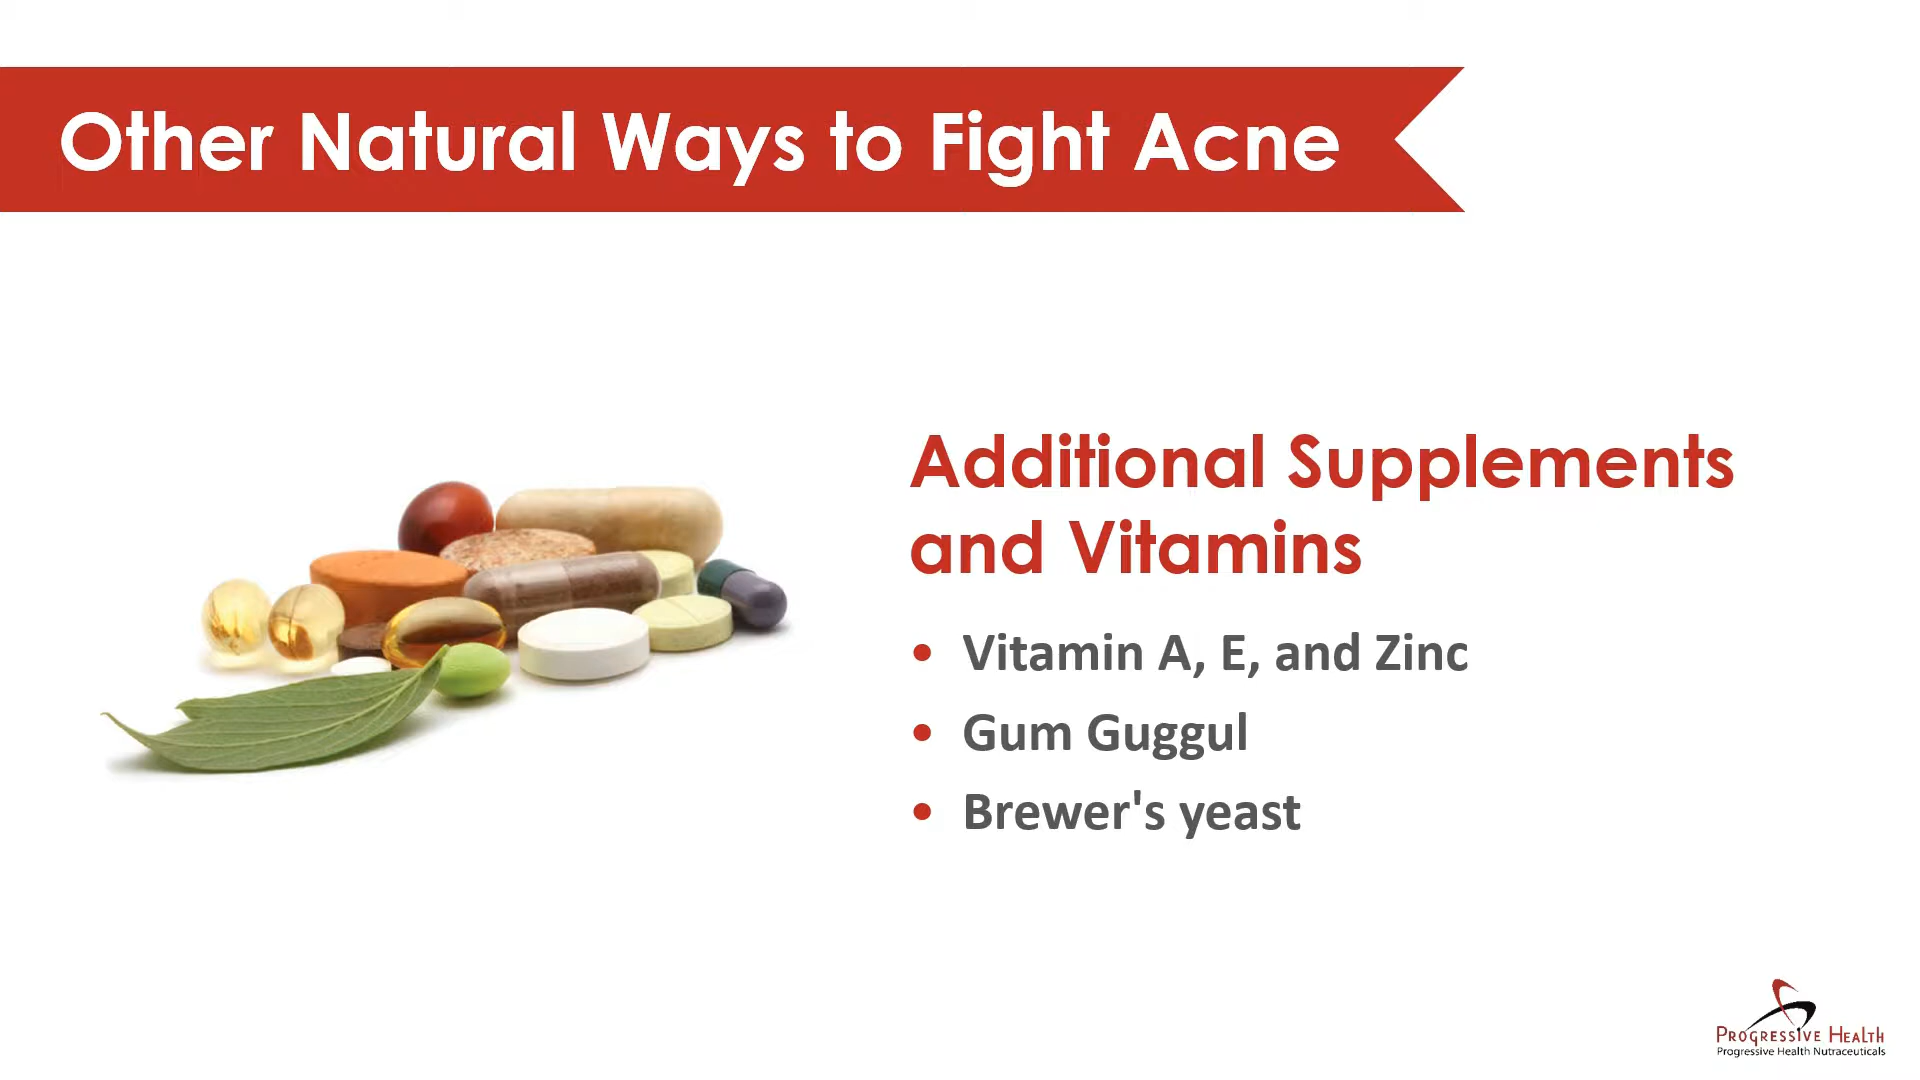 Other Natural Ways to Fight Acne
Additional Supplements
and Vitamins
• Vitamin A, E, and Zinc
• Gum Guggul
• Brewer's yeast
Progressive Health
Progressive Health Nutraceuticals